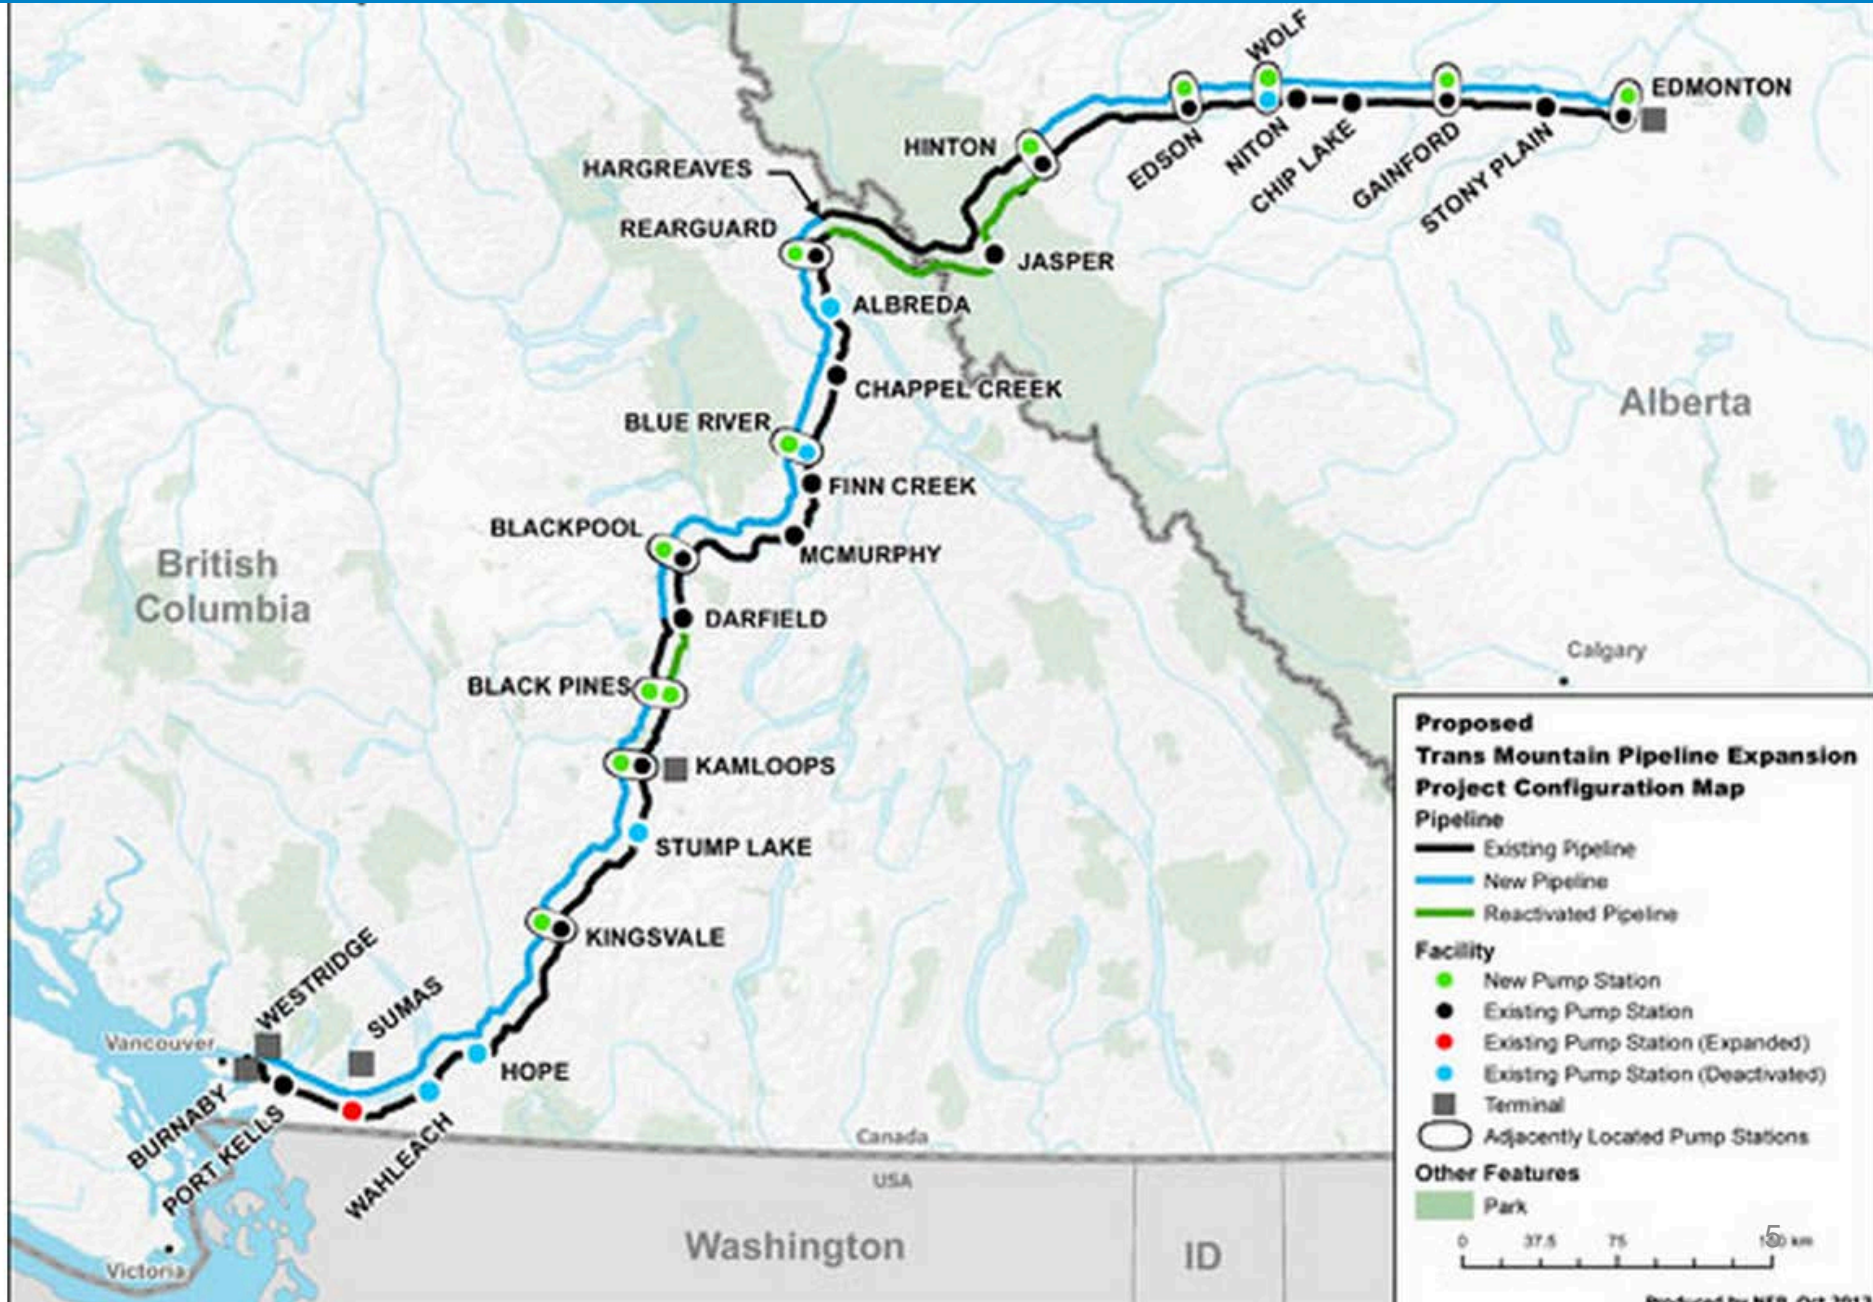 WOLF
EDMONTON
HINTON
EDSON
NITON
CHIP LAKE
GAINFORD
STONY PLAIN
HARGREAVES
REARGUARD
JASPER
ALBREDA
CHAPPEL CREEK
Alberta
BLUE RIVER
FINN CREEK
BLACKPOOL
MCMURPHY
British
Columbia
DARFIELD
Calgary
BLACK PINES
KAMLOOPS
STUMP LAKE
KINGSVALE
WESTRIDGE
SUMAS
Vancouver
HOPE
BURNABY
PORT KELLS
WAHLEACH
Canada
USA
Washington
ID
Victoria
Proposed
Trans Mountain Pipeline Expansion
Project Configuration Map
Pipeline
Existing Pipeline
New Pipeline
Reactivated Pipeline
Facility
New Pump Station
Existing Pump Station
Existing Pump Station (Expanded)
Existing Pump Station (Deactivated)
Terminal
Adjacently Located Pump Stations
Other Features
Park
5
0 37.5 75 km